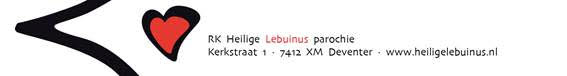 RK Heilige Lebuinus parochie
Kerkstraat 1 · 7412 XM Deventer · www.heiligelebuinus.nl